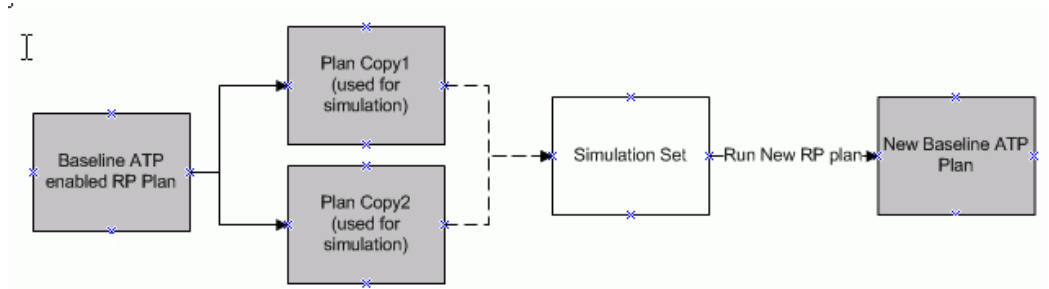 Plan Copy1
(used for
simulation)
Baseline ATP
enabled RP Plan
Plan Copy2
(used for
simulation)
Simulation Set
Run New RP plan
New Baseline ATP
Plan